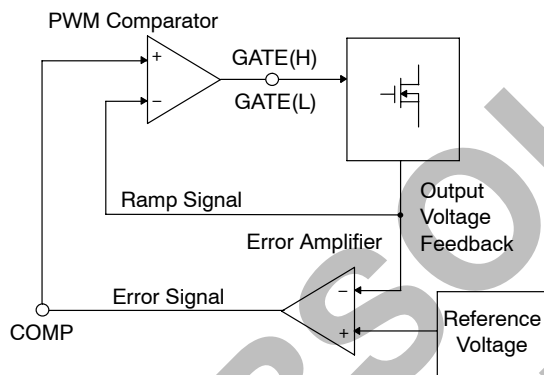 PWM Comparator
+
−
GATE(H)
GATE(L)
Ramp Signal
Output
Voltage
Feedback
Error Amplifier
−
+
Error Signal
COMP
Reference
Voltage